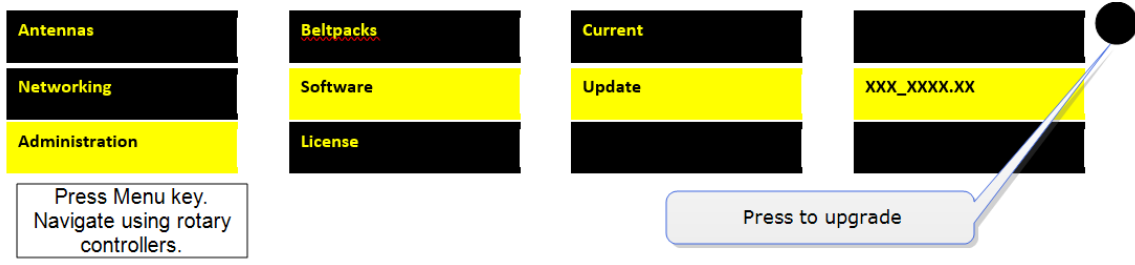 Antennas
Beltpacks
Current
Networking
Software
Update
XXX_XXXX.XX
Administration
License
Press Menu key.
Navigate using rotary
controllers.
Press to upgrade